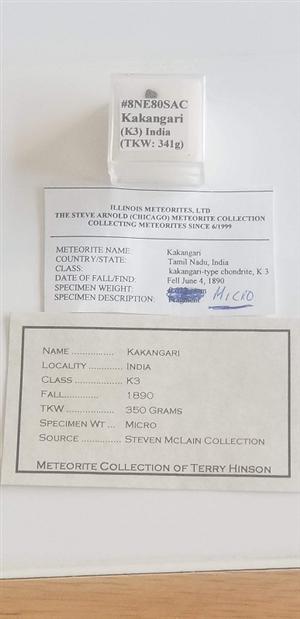 #8NE80SAC
Kakangari
(K3) India
(TKW: 341g)
ILLINOIS METEORITES, LTD
THE STEVE ARNOLD (CHICAGO) METEORITE COLLECTION
COLLECTING METEORITES SINCE 6/1999
METEORITE NAME: Kakangari
COUNTRY/STATE: Tamil Nadu, India
CLASS: kakangari-type chondrite, K 3
DATE OF FALL/FIND: Fell June 4, 1890
SPECIMEN WEIGHT:
SPECIMEN DESCRIPTION: Fragment MICRO
NAME ................ KAKANGARI
LOCALITY ............. INDIA
CLASS ................ K3
FALL............ 1890
TKW .................. 350 GRAMS
SPECIMEN WT ... MICRO
SOURCE ............... STEVEN MCLAIN COLLECTION
METEORITE COLLECTION OF TERRY HINSON